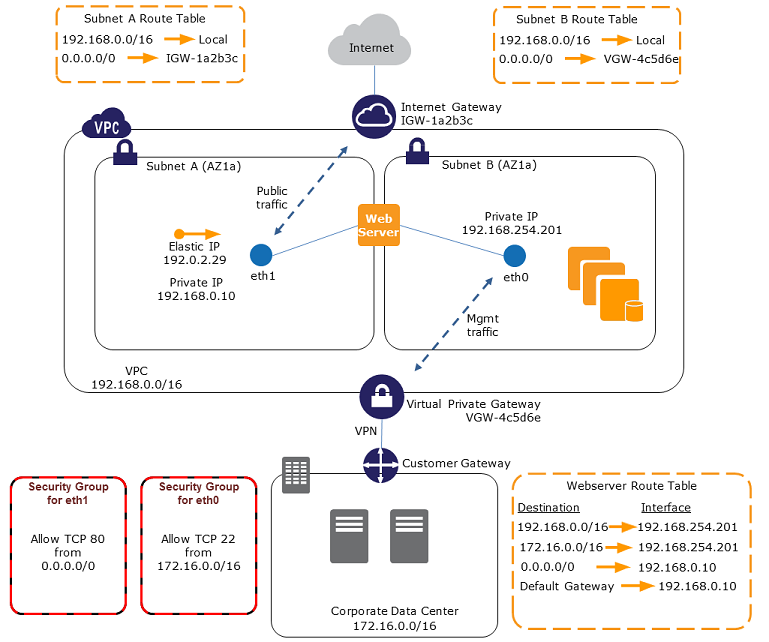 Subnet A Route Table
192.168.0.0/16 Local
0.0.0.0/0 IGW-1a2b3c
Subnet B Route Table
192.168.0.0/16 Local
0.0.0.0/0 VGW-4c5d6e
Internet
Internet Gateway
IGW-1a2b3c
VPC
Subnet A (AZ1a)
Subnet B (AZ1a)
Public
traffic
Web
Server
Elastic IP
192.0.2.29
Private IP
192.168.0.10
eth1
Private IP
192.168.254.201
eth0
Mgmt
traffic
VPC
192.168.0.0/16
Virtual Private Gateway
VGW-4c5d6e
VPN
Customer Gateway
Security Group
for eth1
Allow TCP 80
from
0.0.0.0/0
Security Group
for eth0
Allow TCP 22
from
172.16.0.0/16
Corporate Data Center
172.16.0.0/16
Webserver Route Table
Destination Interface
192.168.0.0/16 192.168.254.201
172.16.0.0/16 192.168.254.201
0.0.0.0/0 192.168.0.10
Default Gateway 192.168.0.10